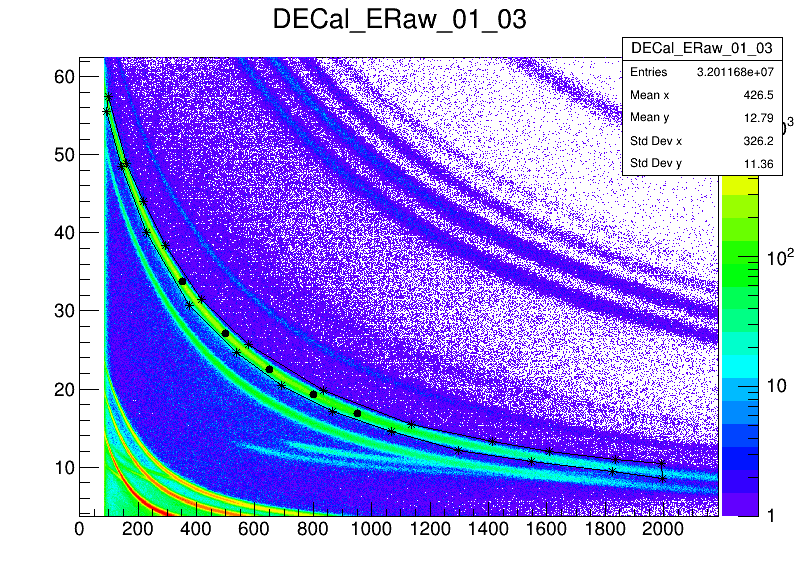 DECal_ERaw_01_03
DECal_ERaw_01_03
Entries 3.201168e+07
Mean x 426.5
Mean y 12.79
Std Dev x 326.2
Std Dev y 11.36
60
50
40
30
20
10
0 200 400 600 800 1000 1200 1400 1600 1800 2000
10²
10
1